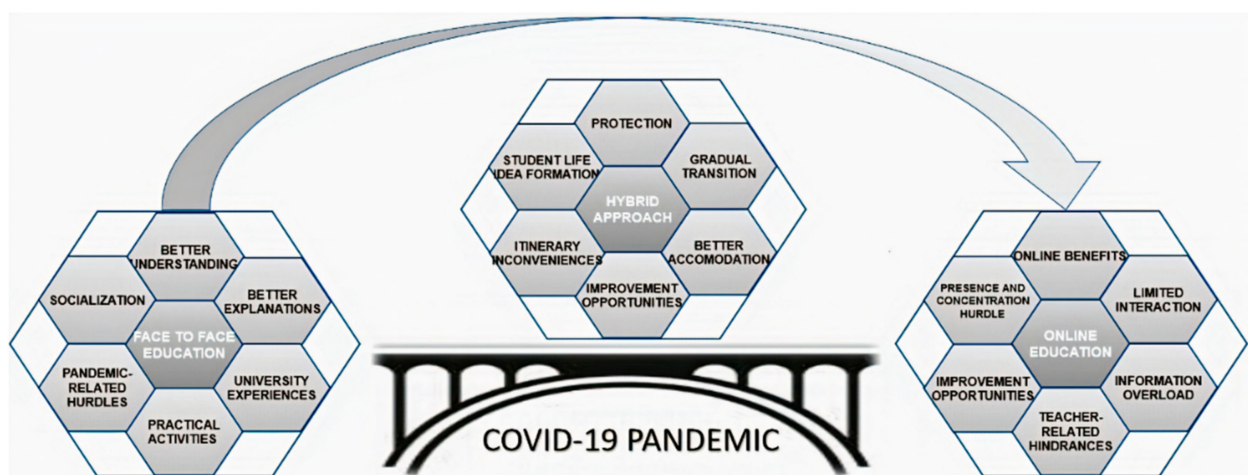 PROTECTION
STUDENT LIFE
IDEA FORMATION
GRADUAL
TRANSITION
HYBRID
APPROACH
ITINERARY
INCONVENIENCES
BETTER
ACCOMODATION
IMPROVEMENT
OPPORTUNITIES
BETTER
UNDERSTANDING
SOCIALIZATION
BETTER
EXPLANATIONS
FACE TO FACE
EDUCATION
PANDEMIC-
RELATED
HURDLES
UNIVERSITY
EXPERIENCES
PRACTICAL
ACTIVITIES
ONLINE BENEFITS
PRESENCE AND
CONCENTRATION
HURDLE
LIMITED
INTERACTION
ONLINE
EDUCATION
IMPROVEMENT
OPPORTUNITIES
INFORMATION
OVERLOAD
TEACHER-
RELATED
HINDRANCES
COVID-19 PANDEMIC